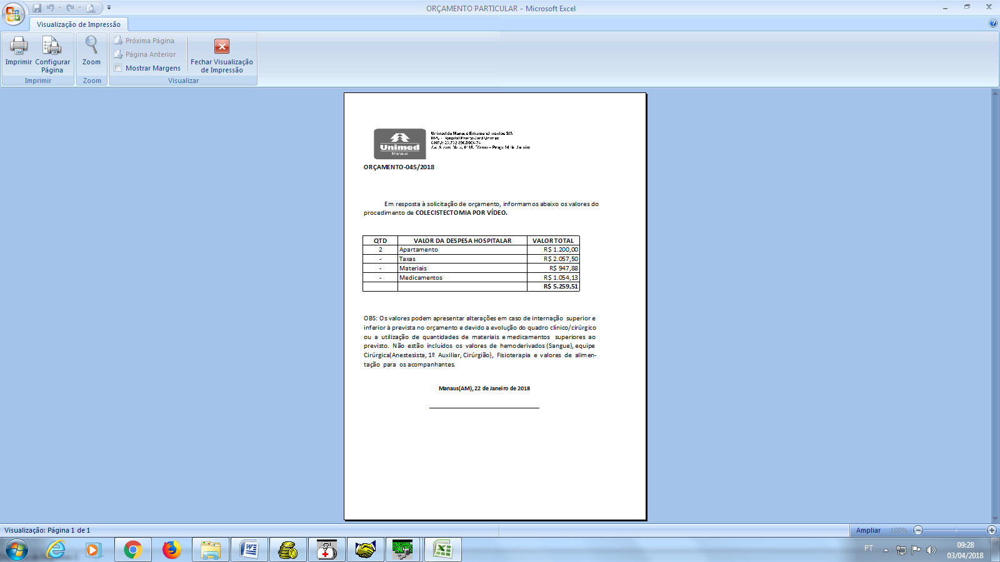 ORÇAMENTO PARTICULAR - Microsoft Excel
Visualização de Impressão
Imprimir
Configurar Página
Zoom
Próxima Página
Página Anterior
Mostrar Margens
Fechar Visualização de Impressão
Imprimir
Zoom
Visualizar
Unimed
Manaus
Unimed de Manaus Empreendimentos S/A
ORÇAMENTO-045/2018
Em resposta à solicitação de orçamento, informamos abaixo os valores do
procedimento de COLECISTECTOMIA POR VÍDEO.
QTD VALOR DA DESPESA HOSPITALAR VALOR TOTAL
2 Apartamento R$ 1.200,00
- Taxas R$ 2.057,50
- Materiais R$ 947,88
- Medicamentos R$ 1.054,13
R$ 5.259,51
OBS: Os valores podem apresentar alterações em caso de internação superior e
inferior à prevista no orçamento e devido a evolução do quadro clínico/cirúrgico
ou a utilização de quantidades de materiais e medicamentos superiores ao
previsto. Não estão incluídos os valores de hemoderivados (Sangue), equipe
Cirúrgica(Anestesista, 1º Auxiliar, Cirúrgião), Fisioterapia e valores de alimen-
tação para os acompanhantes.
Manaus(AM), 22 de Janeiro de 2018
Visualização: Página 1 de 1
Ampliar 100%
PT
09:28
03/04/2018